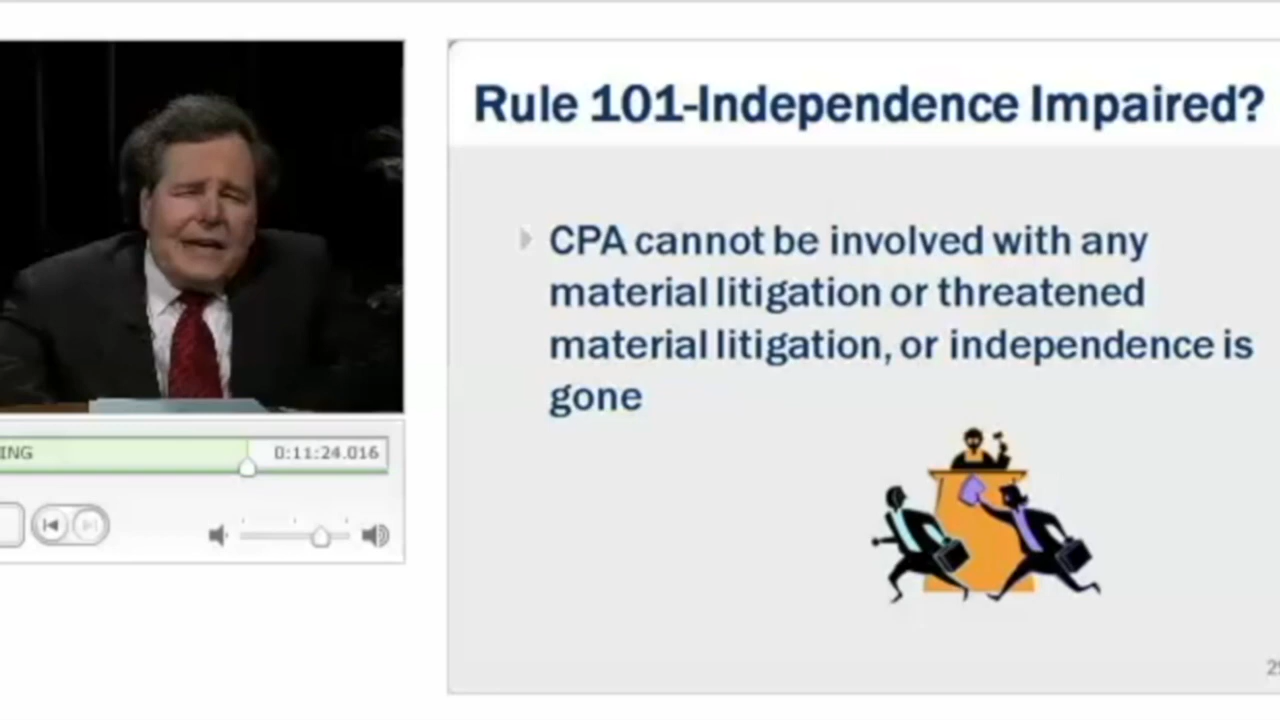 Rule 101-Independence Impaired?
CPA cannot be involved with any
material litigation or threatened
material litigation, or independence is
gone
ING
0:11:24.016